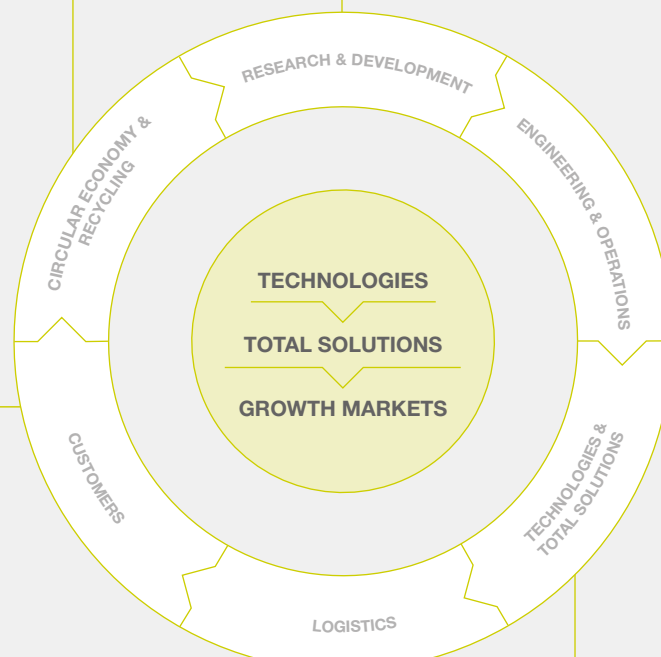 RESEARCH & DEVELOPMENT
ENGINEERING & OPERATIONS
TECHNOLOGIES &
TOTAL SOLUTIONS
LOGISTICS
CUSTOMERS
CIRCULAR ECONOMY &
RECYCLING
TECHNOLOGIES
TOTAL SOLUTIONS
GROWTH MARKETS